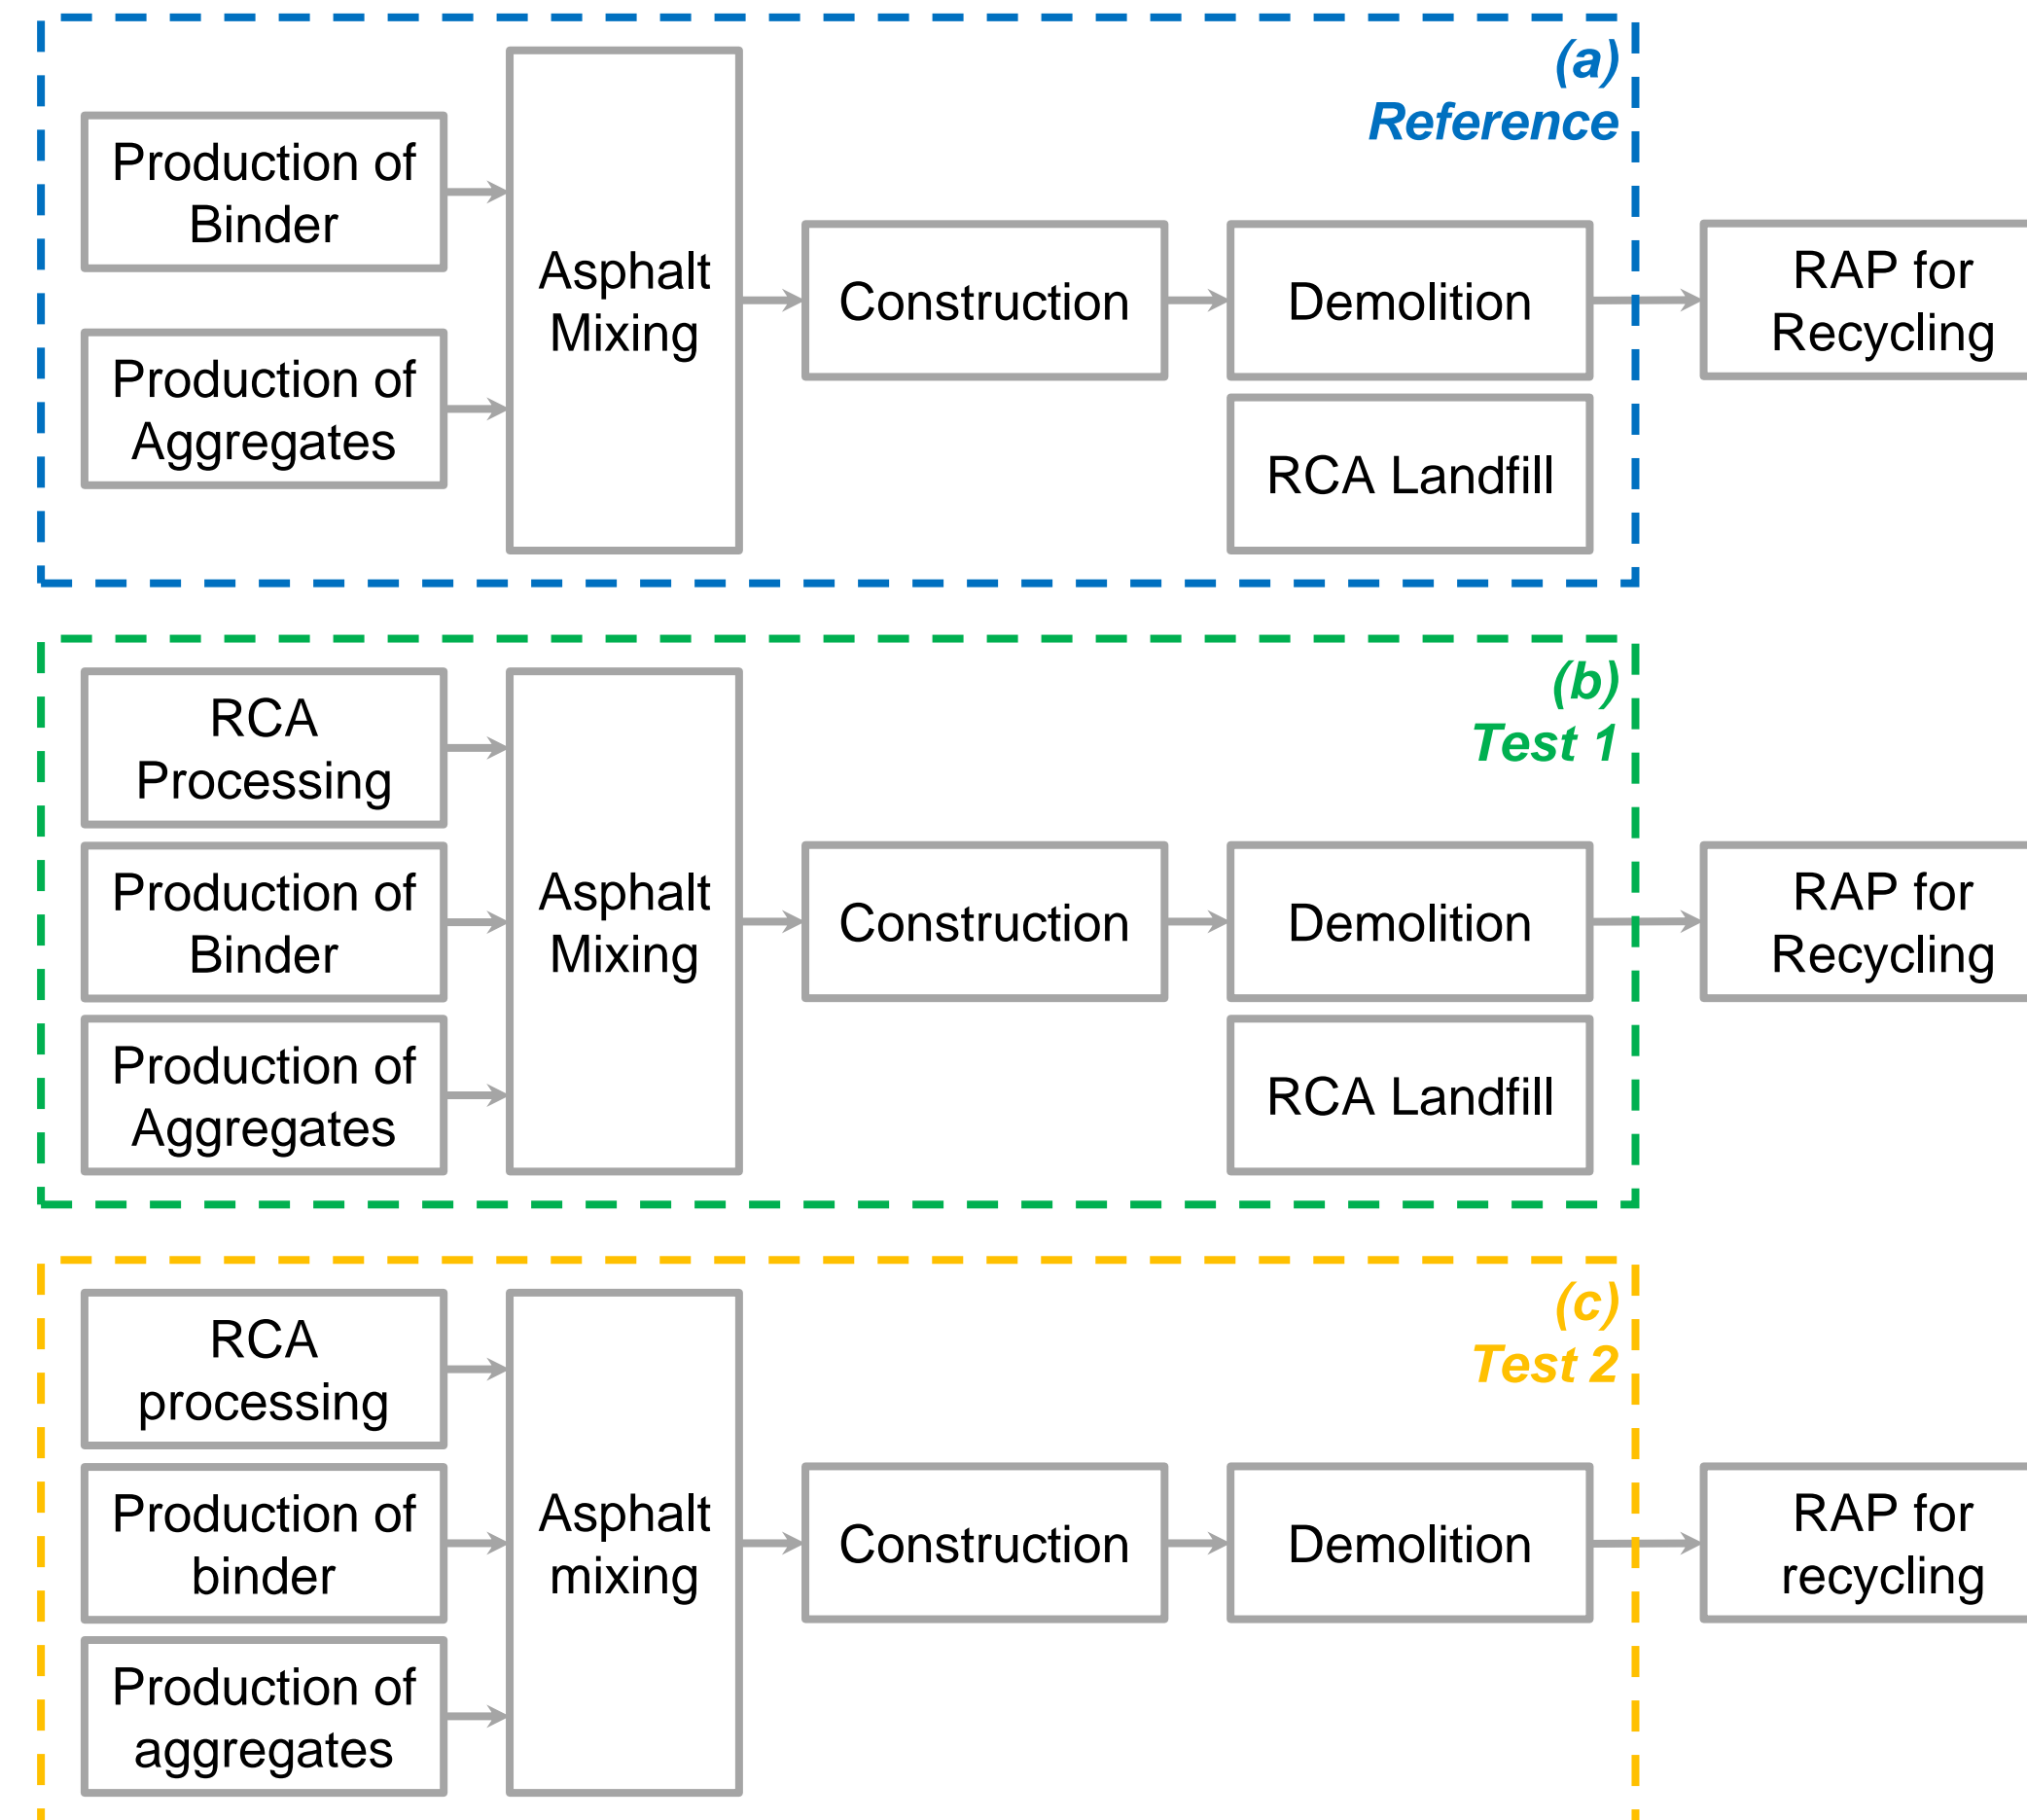 (a)
Reference
Production of
Binder
Production of
Aggregates
Asphalt
Mixing
Construction
Demolition
RCA Landfill
RAP for
Recycling
(b)
Test 1
RCA
Processing
Production of
Binder
Production of
Aggregates
Asphalt
Mixing
Construction
Demolition
RCA Landfill
RAP for
Recycling
(c)
Test 2
RCA
processing
Production of
binder
Production of
aggregates
Asphalt
mixing
Construction
Demolition
RAP for
recycling